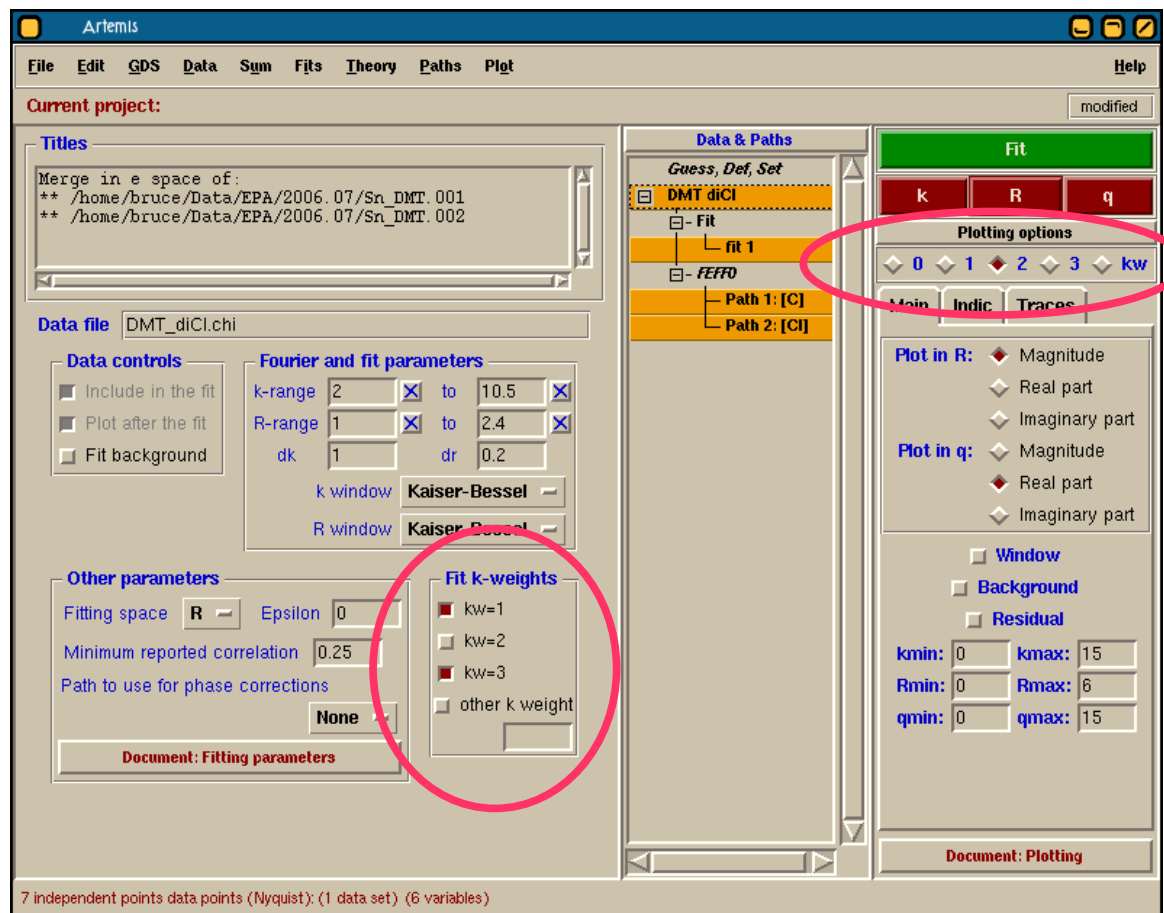 Artemis
File Edit GDS Data Sum Fits Theory Paths Plot Help
Current project: modified
Titles
Merge in e space of:
** /home/bruce/Data/EPA/2006.07/Sn_DMT.001
** /home/bruce/Data/EPA/2006.07/Sn_DMT.002
Data file DMT_diCl.chi
Data controls
Include in the fit
Plot after the fit
Fit background
Fourier and fit parameters
k-range 2 to 10.5
R-range 1 to 2.4
dk 1 dr 0.2
k window Kaiser-Bessel
R window Kaiser-Bessel
Other parameters
Fitting space R Epsilon 0
Minimum reported correlation 0.25
Path to use for phase corrections
None
Document: Fitting parameters
Fit k-weights
kw=1
kw=2
kw=3
other k weight
Data & Paths
Guess, Def, Set
DMT diCl
Fit
fit 1
FEFF0
Path 1: [C]
Path 2: [Cl]
Fit
k R q
Plotting options
0 1 2 3 kw
Main Indic Traces
Plot in R: Magnitude
Real part
Imaginary part
Plot in q: Magnitude
Real part
Imaginary part
Window
Background
Residual
kmin: 0 kmax: 15
Rmin: 0 Rmax: 6
qmin: 0 qmax: 15
Document: Plotting
7 independent points data points (Nyquist): (1 data set) (6 variables)